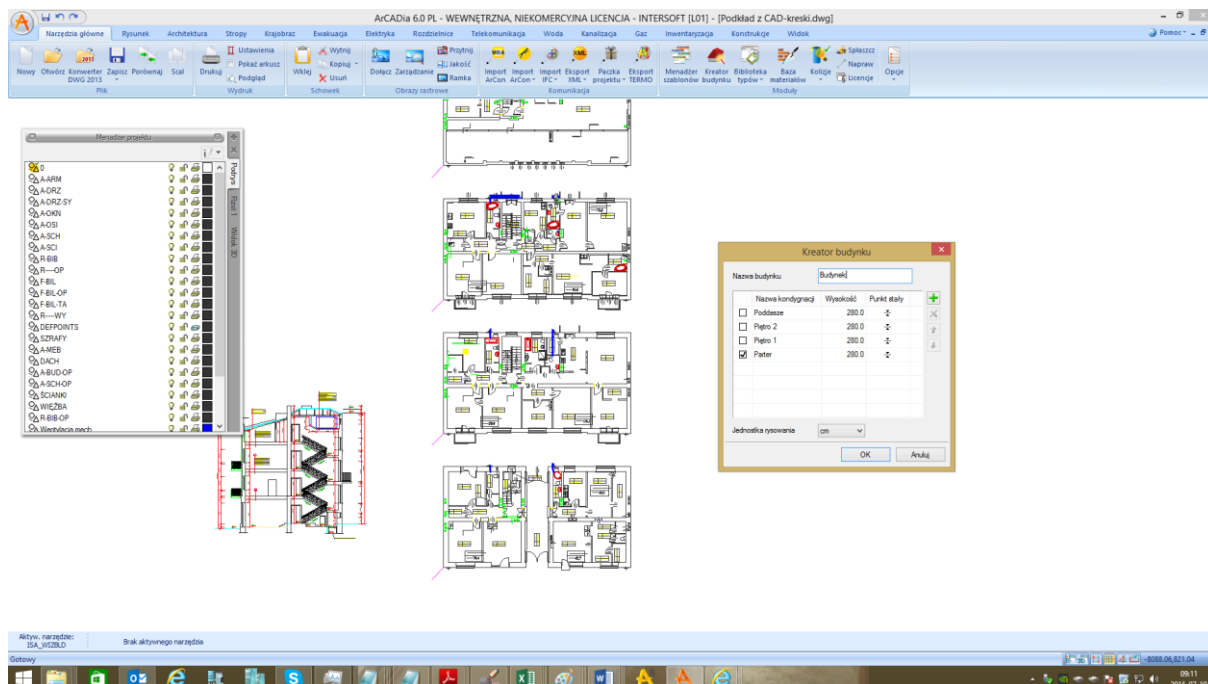 ArCADia 6.0 PL - WEWNĘTRZNA, NIEKOMERCYJNA LICENCJA - INTERSOFT [L01] - [Podkład z CAD-kreski.dwg]
Narzędzia główne Rysunek Architektura Stropy Krajobraz Ewakuacja Elektryka Rozdzielnice Telekomunikacja Woda Kanalizacja Gaz Inwentaryzacja Konstrukcje Widok Pomoc
Ustawienia Wytnij Przytnij Spłaszcz
Pokaż arkusz Kopiuj Jakość Napraw
Podgląd Usuń Ramka Licencje
Nowy Otwórz Konwerter DWG 2013 Zapisz Porównaj Scal Drukuj Wklej Dołącz Zarządzanie Import ArCon Import ArCon Import IFC Eksport XML Paczka projektu Eksport TERMO Menadżer szablonów Kreator budynku Biblioteka typów Baza materiałów Kolizje Opcje
Plik Wydruk Schowek Obrazy rastrowe Komunikacja Moduły
Menadżer projektu
Podrys
Rzut 1
Widok 3D
0
A-ARM
A-DRZ
A-DRZ-SY
A-OKN
A-OSI
A-SCH
A-SCI
R-BIB
R----OP
F-BIL
F-BIL-OP
F-BIL-TA
R----WY
DEFPOINTS
SZRAFY
A-MEB
DACH
A-BUD-OP
A-SCH-OP
ŚCIANKI
WIĘŹBA
R-BIB-OP
Wentylacja mech
Kreator budynku
Nazwa budynku Budynek
Nazwa kondygnacji Wysokość Punkt stały
Poddasze 280.0
Piętro 2 280.0
Piętro 1 280.0
Parter 280.0
Jednostka rysowania cm
OK Anuluj
Aktyw. narzędzie:
ISA_WIZBLD Brak aktywnego narzędzia
Gotowy -8088.06,821.04
09:11